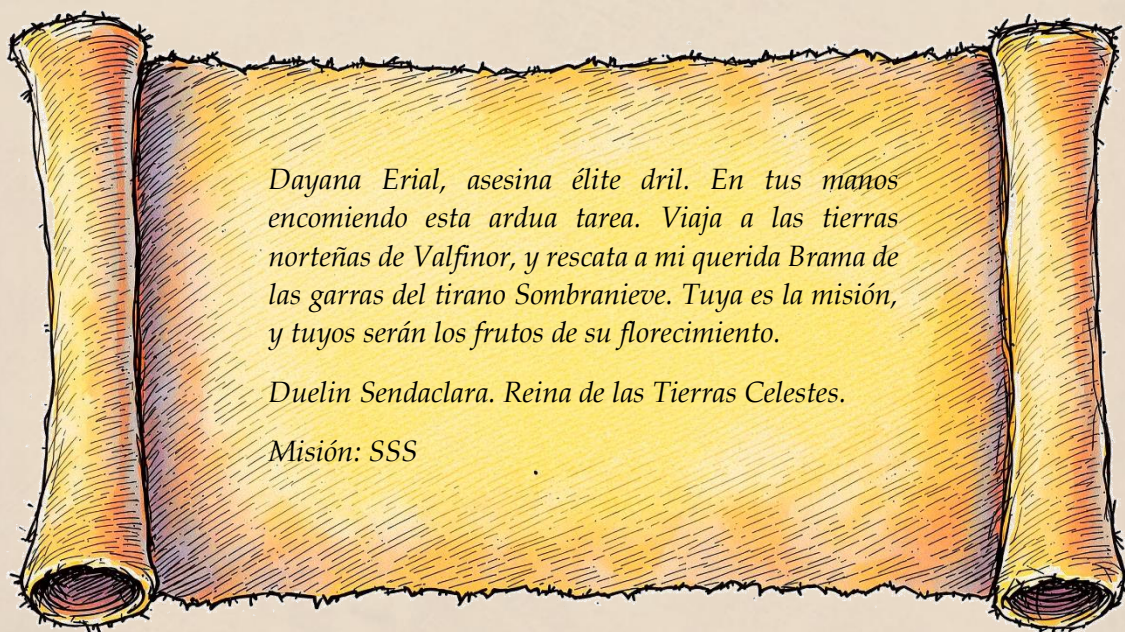 Dayana Erial, asesina élite dril. En tus manos
encomiendo esta ardua tarea. Viaja a las tierras
norteñas de Valfinor, y rescata a mi querida Brama de
las garras del tirano Sombranieve. Tuya es la misión,
y tuyos serán los frutos de su florecimiento.
Duelin Sendaclara. Reina de las Tierras Celestes.
Misión: SSS